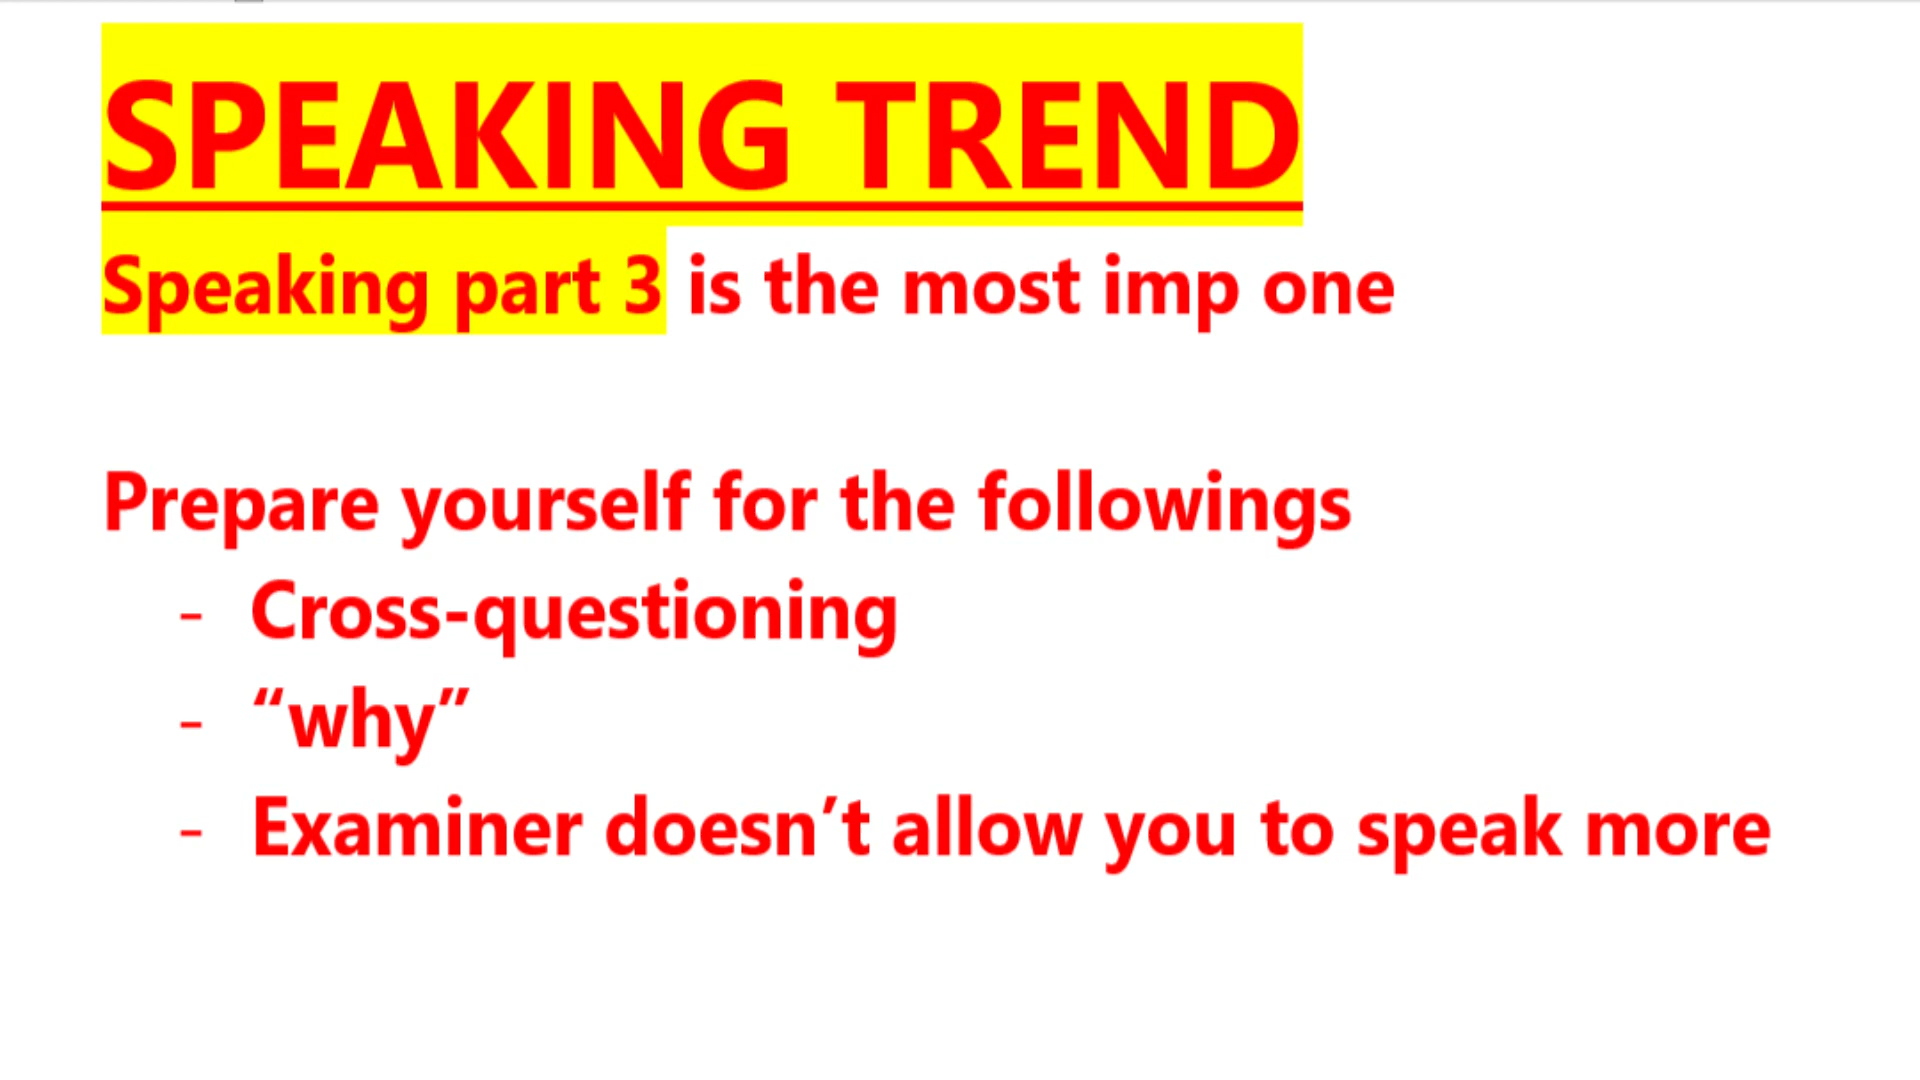 SPEAKING TREND
Speaking part 3 is the most imp one
Prepare yourself for the followings
- Cross-questioning
- “why”
- Examiner doesn’t allow you to speak more